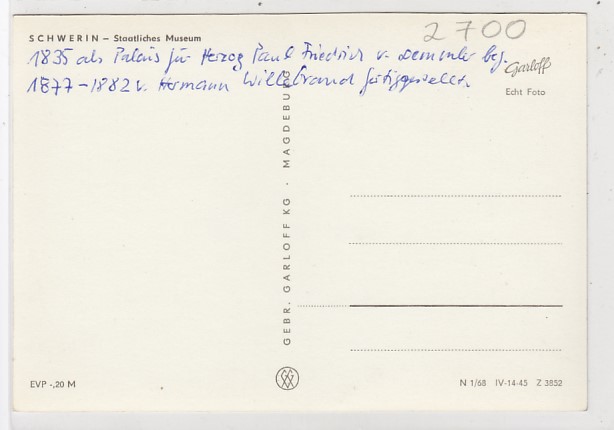 2700
SCHWERIN – Staatliches Museum
1835 als Palais für Herzog Paul Friedrich v. Demmler beg.
1877–1882 v. Hermann Willebrand fertiggestellt.
Garloff
Echt Foto
GEBR. GARLOFF KG · MAGDEBURG
EVP -,20 M
N 1/68 IV-14-45 Z 3852